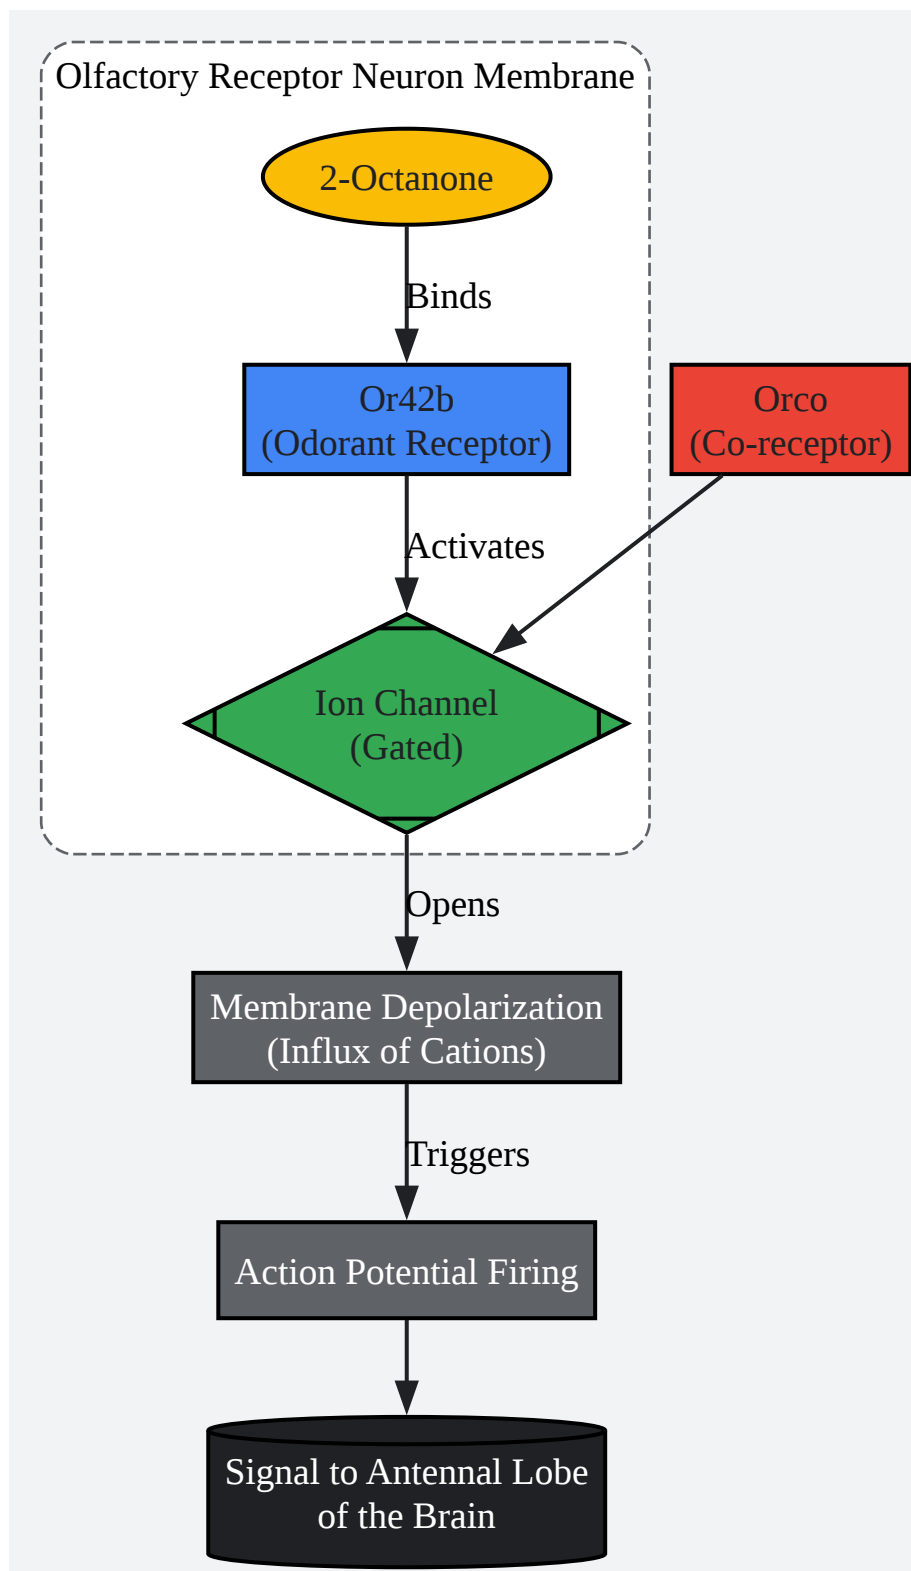 Olfactory Receptor Neuron Membrane
2-Octanone
Binds
Or42b
(Odorant Receptor)
Orco
(Co-receptor)
Activates
Ion Channel
(Gated)
Opens
Membrane Depolarization
(Influx of Cations)
Triggers
Action Potential Firing
Signal to Antennal Lobe
of the Brain